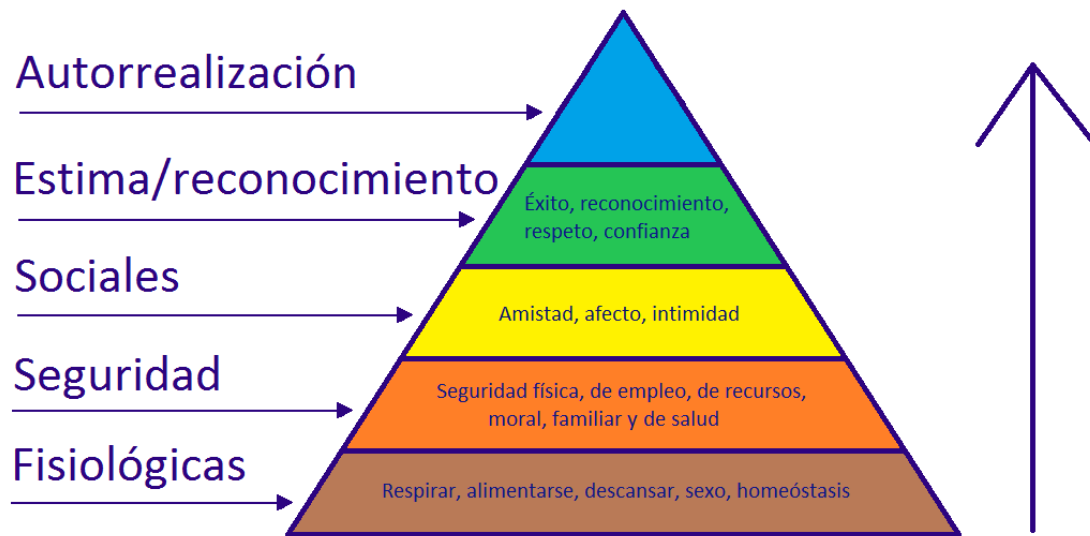 Autorrealización
Estima/reconocimiento
Éxito, reconocimiento,
respeto, confianza
Sociales
Amistad, afecto, intimidad
Seguridad
Seguridad física, de empleo, de recursos,
moral, familiar y de salud
Fisiológicas
Respirar, alimentarse, descansar, sexo, homeóstasis